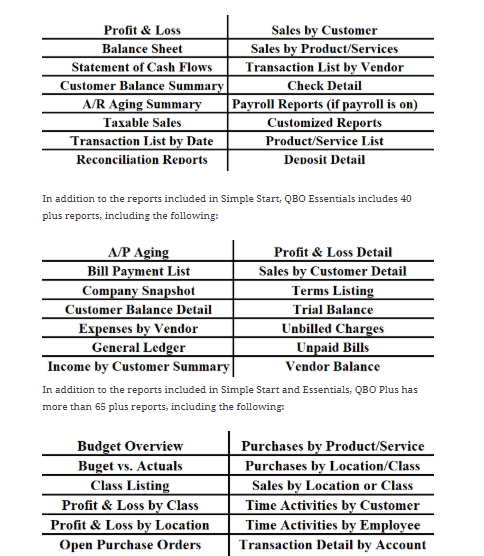 Profit & Loss Sales by Customer
Balance Sheet Sales by Product/Services
Statement of Cash Flows Transaction List by Vendor
Customer Balance Summary Check Detail
A/R Aging Summary Payroll Reports (if payroll is on)
Taxable Sales Customized Reports
Transaction List by Date Product/Service List
Reconciliation Reports Deposit Detail
In addition to the reports included in Simple Start, QBO Essentials includes 40
plus reports, including the following:
A/P Aging Profit & Loss Detail
Bill Payment List Sales by Customer Detail
Company Snapshot Terms Listing
Customer Balance Detail Trial Balance
Expenses by Vendor Unbilled Charges
General Ledger Unpaid Bills
Income by Customer Summary Vendor Balance
In addition to the reports included in Simple Start and Essentials, QBO Plus has
more than 65 plus reports, including the following:
Budget Overview Purchases by Product/Service
Buget vs. Actuals Purchases by Location/Class
Class Listing Sales by Location or Class
Profit & Loss by Class Time Activities by Customer
Profit & Loss by Location Time Activities by Employee
Open Purchase Orders Transaction Detail by Account